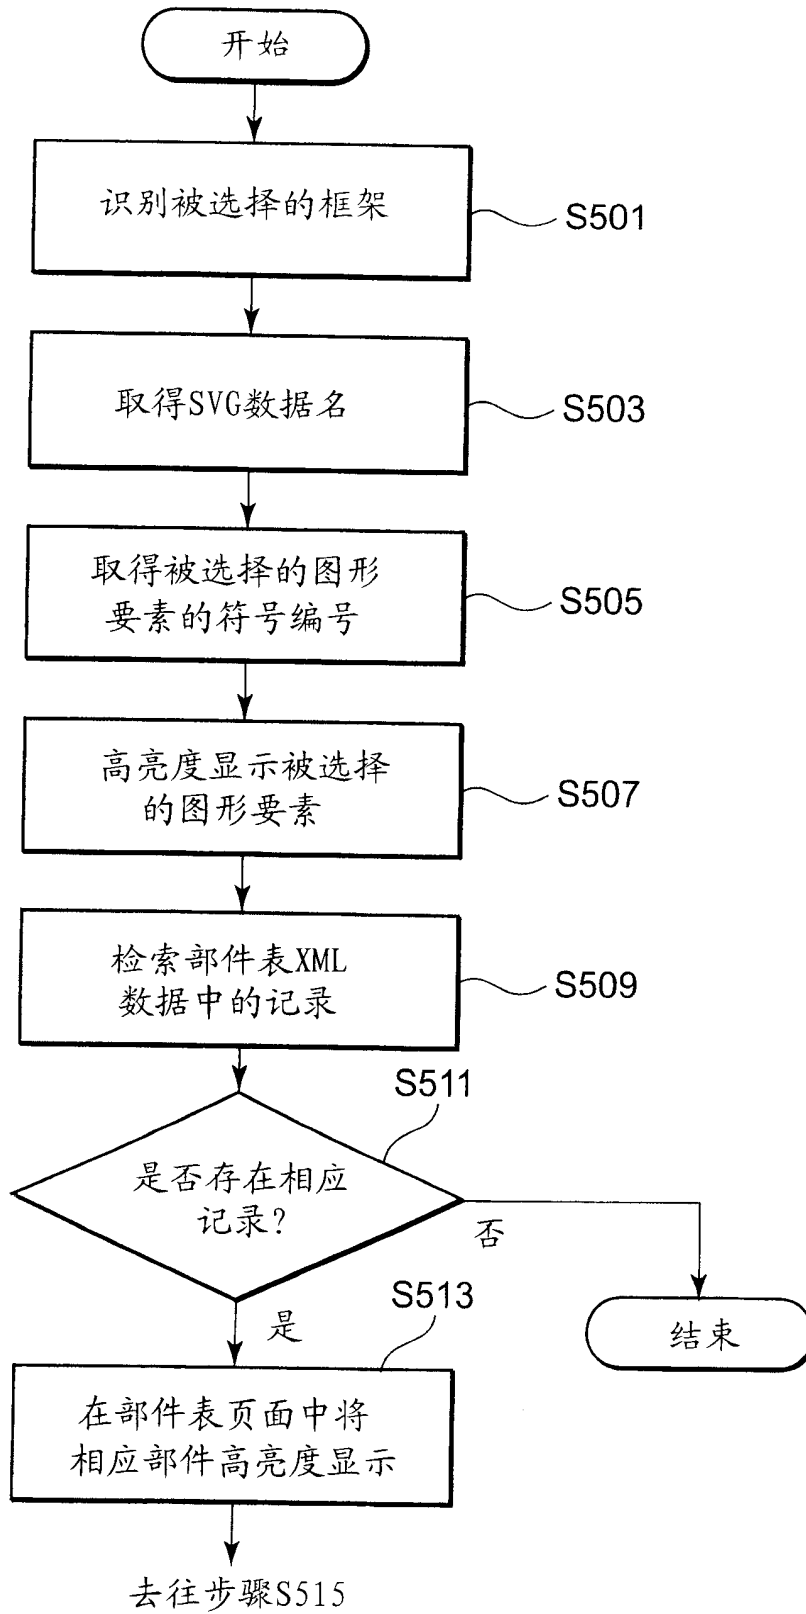 开始
识别被选择的框架
S501
取得SVG数据名
S503
取得被选择的图形
要素的符号编号
S505
高亮度显示被选择
的图形要素
S507
检索部件表XML
数据中的记录
S509
S511
是否存在相应
记录?
否
结束
是
S513
在部件表页面中将
相应部件高亮度显示
去往步骤S515